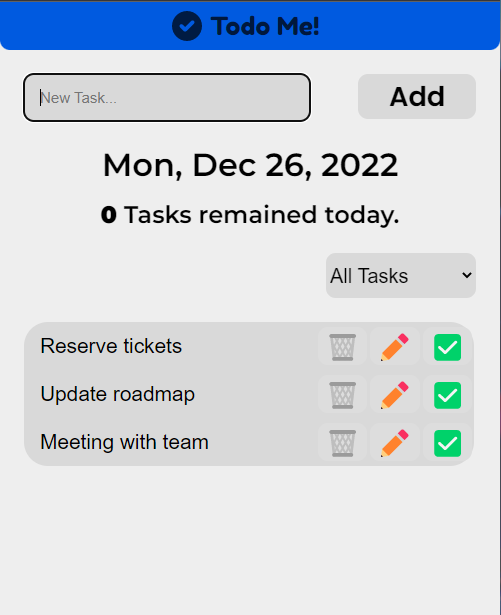 Todo Me!
New Task...
Add
Mon, Dec 26, 2022
0 Tasks remained today.
All Tasks
Reserve tickets
Update roadmap
Meeting with team